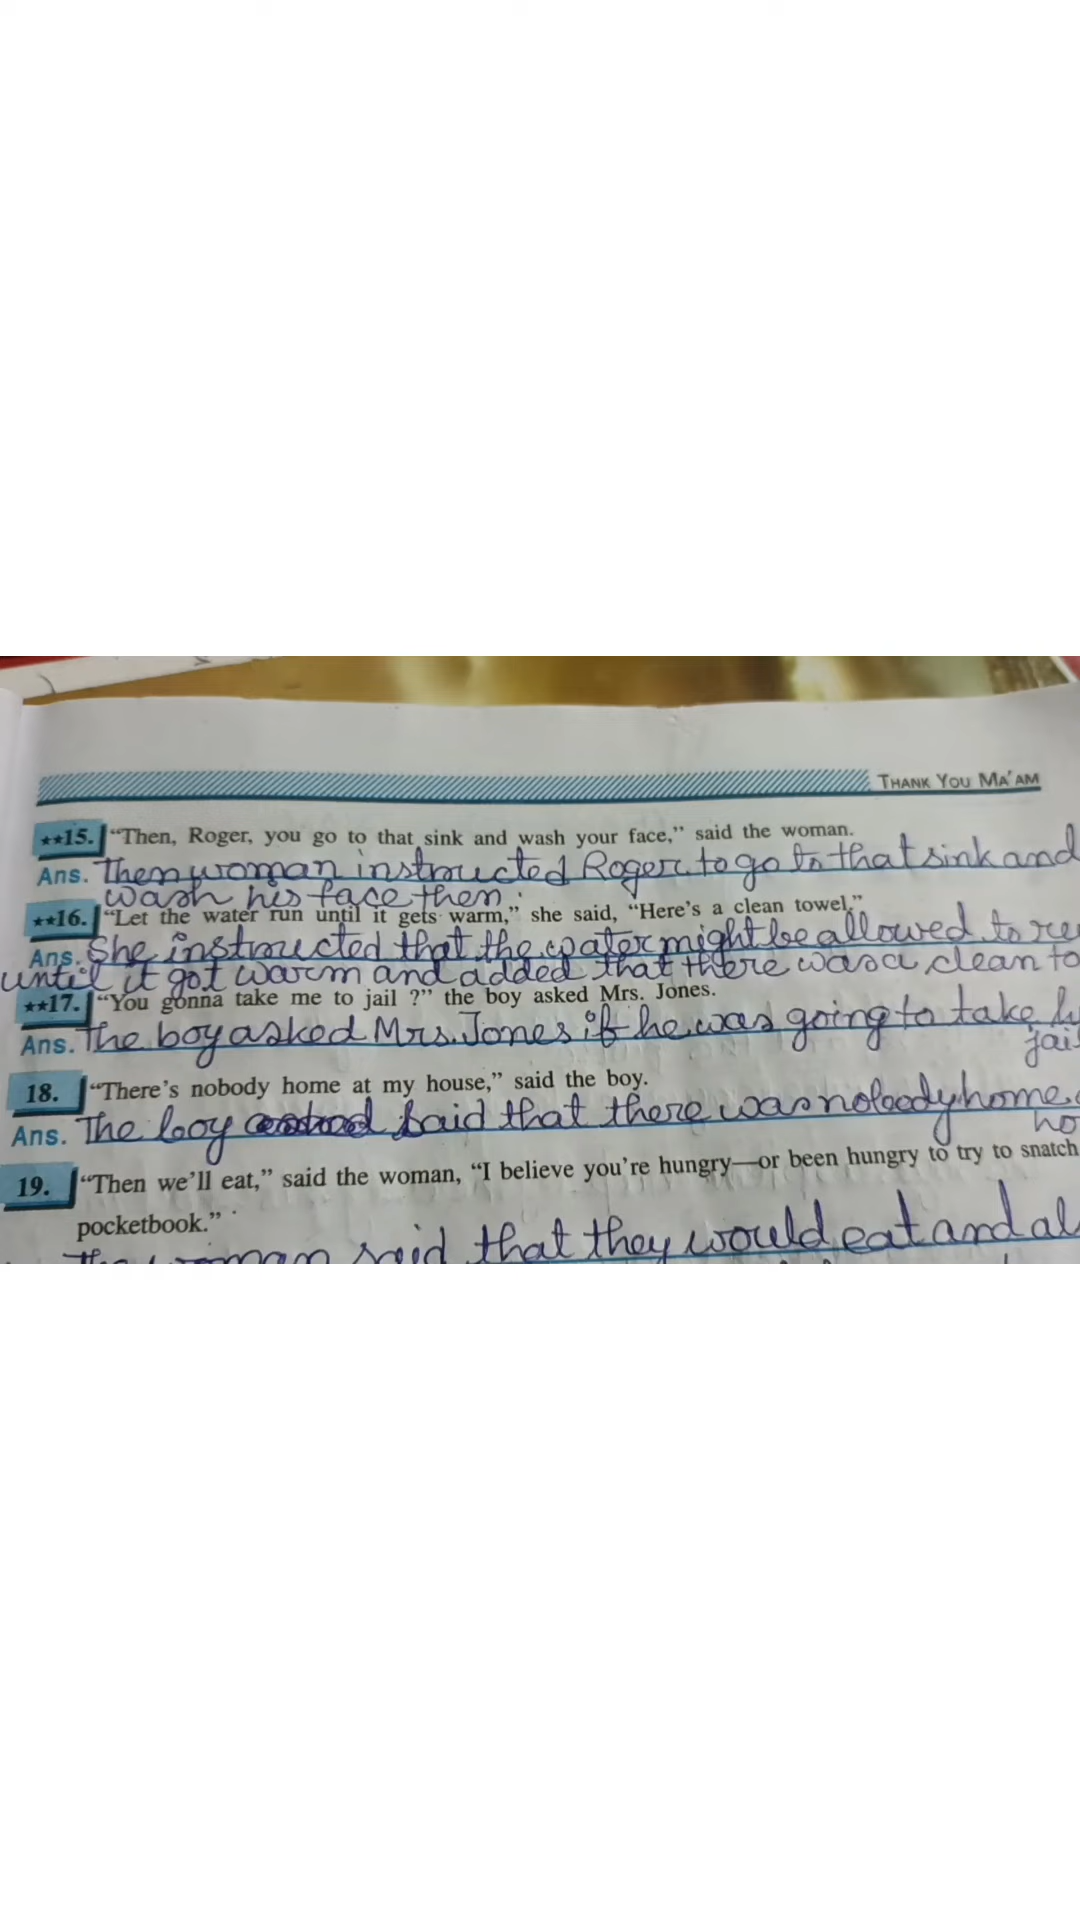 THANK YOU MA'AM
★★15. "Then, Roger, you go to that sink and wash your face," said the woman.
Ans. The woman instructed Roger to go to that sink and
wash his face then.
★★16. "Let the water run until it gets warm," she said, "Here's a clean towel."
Ans. She instructed that the water might be allowed to
until it got warm and added that there was a clean
★★17. "You gonna take me to jail ?" the boy asked Mrs. Jones.
Ans. The boy asked Mrs. Jones if he was going to take
18. "There's nobody home at my house," said the boy.
Ans. The boy said that there was nobody home
19. "Then we'll eat," said the woman, "I believe you're hungry—or been hungry to try to snatch
pocketbook."
The woman said that they would eat and